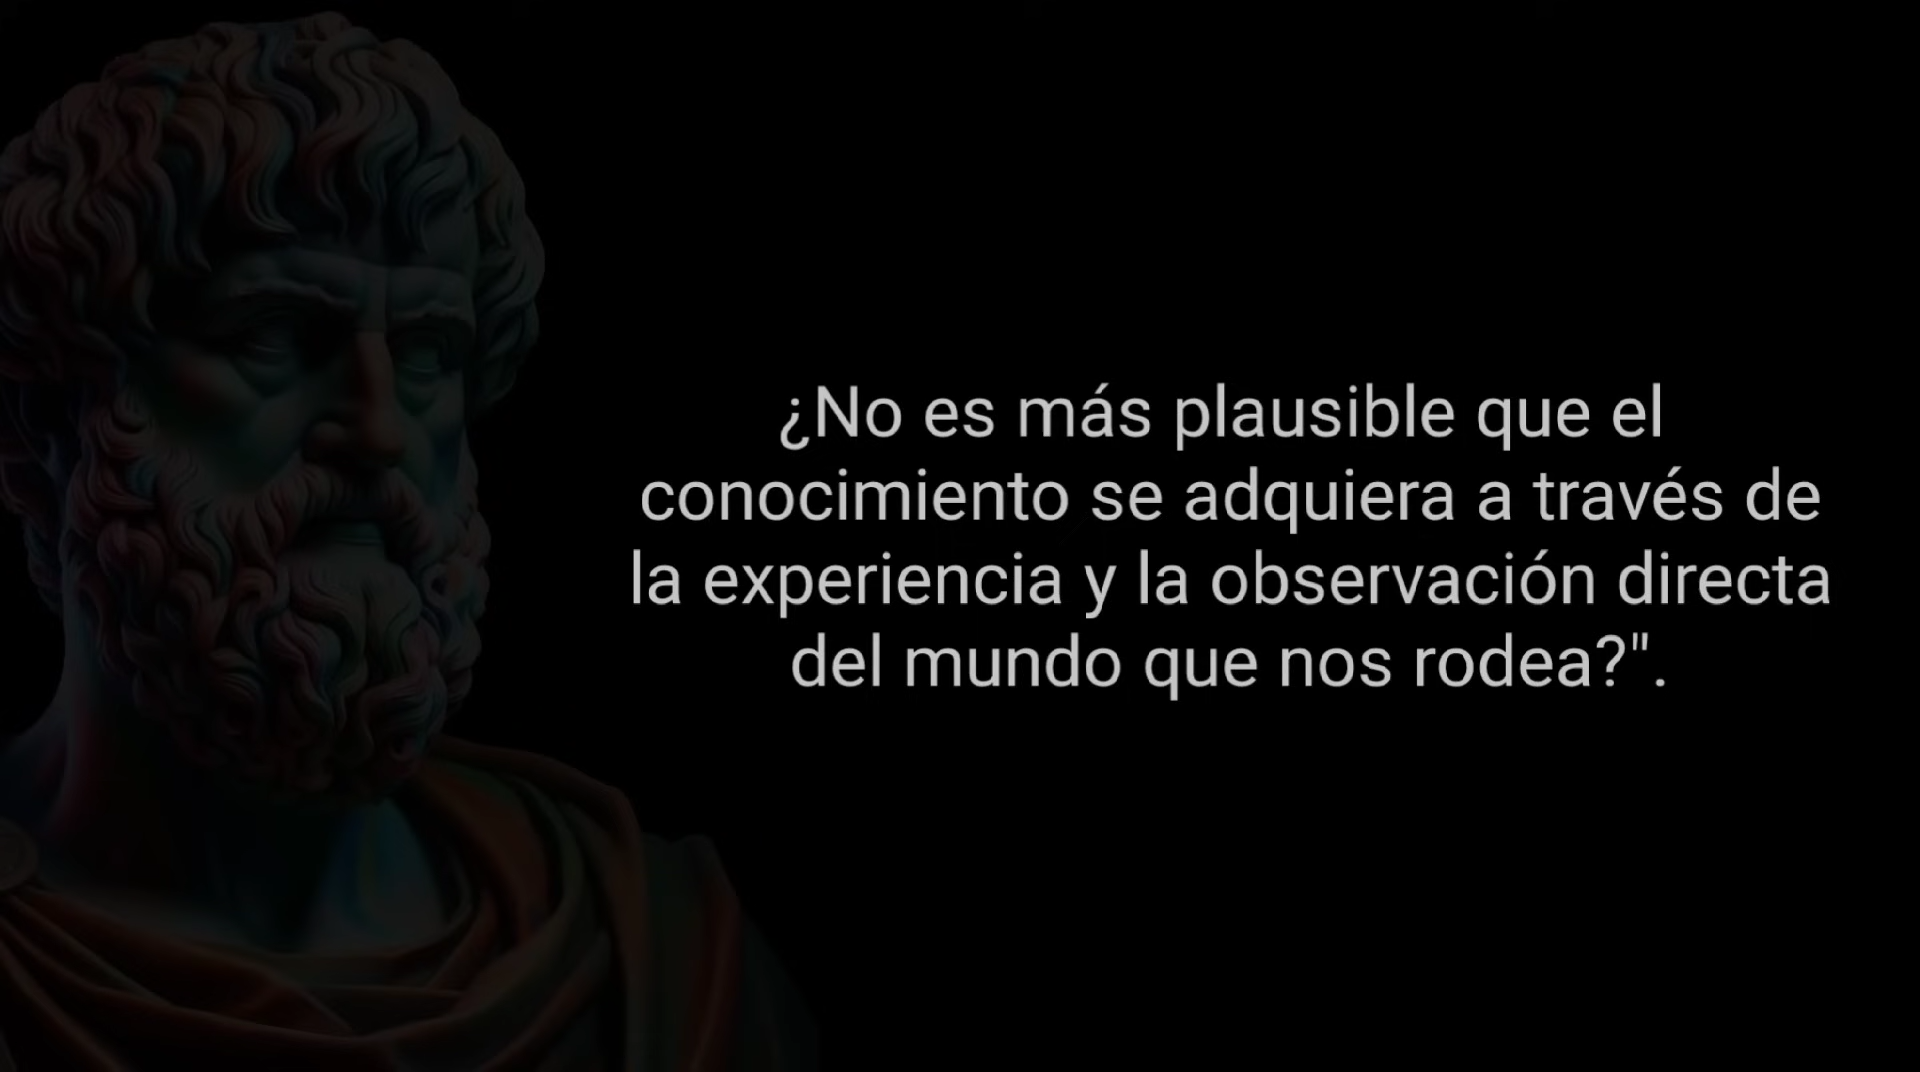 ¿No es más plausible que el
conocimiento se adquiera a través de
la experiencia y la observación directa
del mundo que nos rodea?".